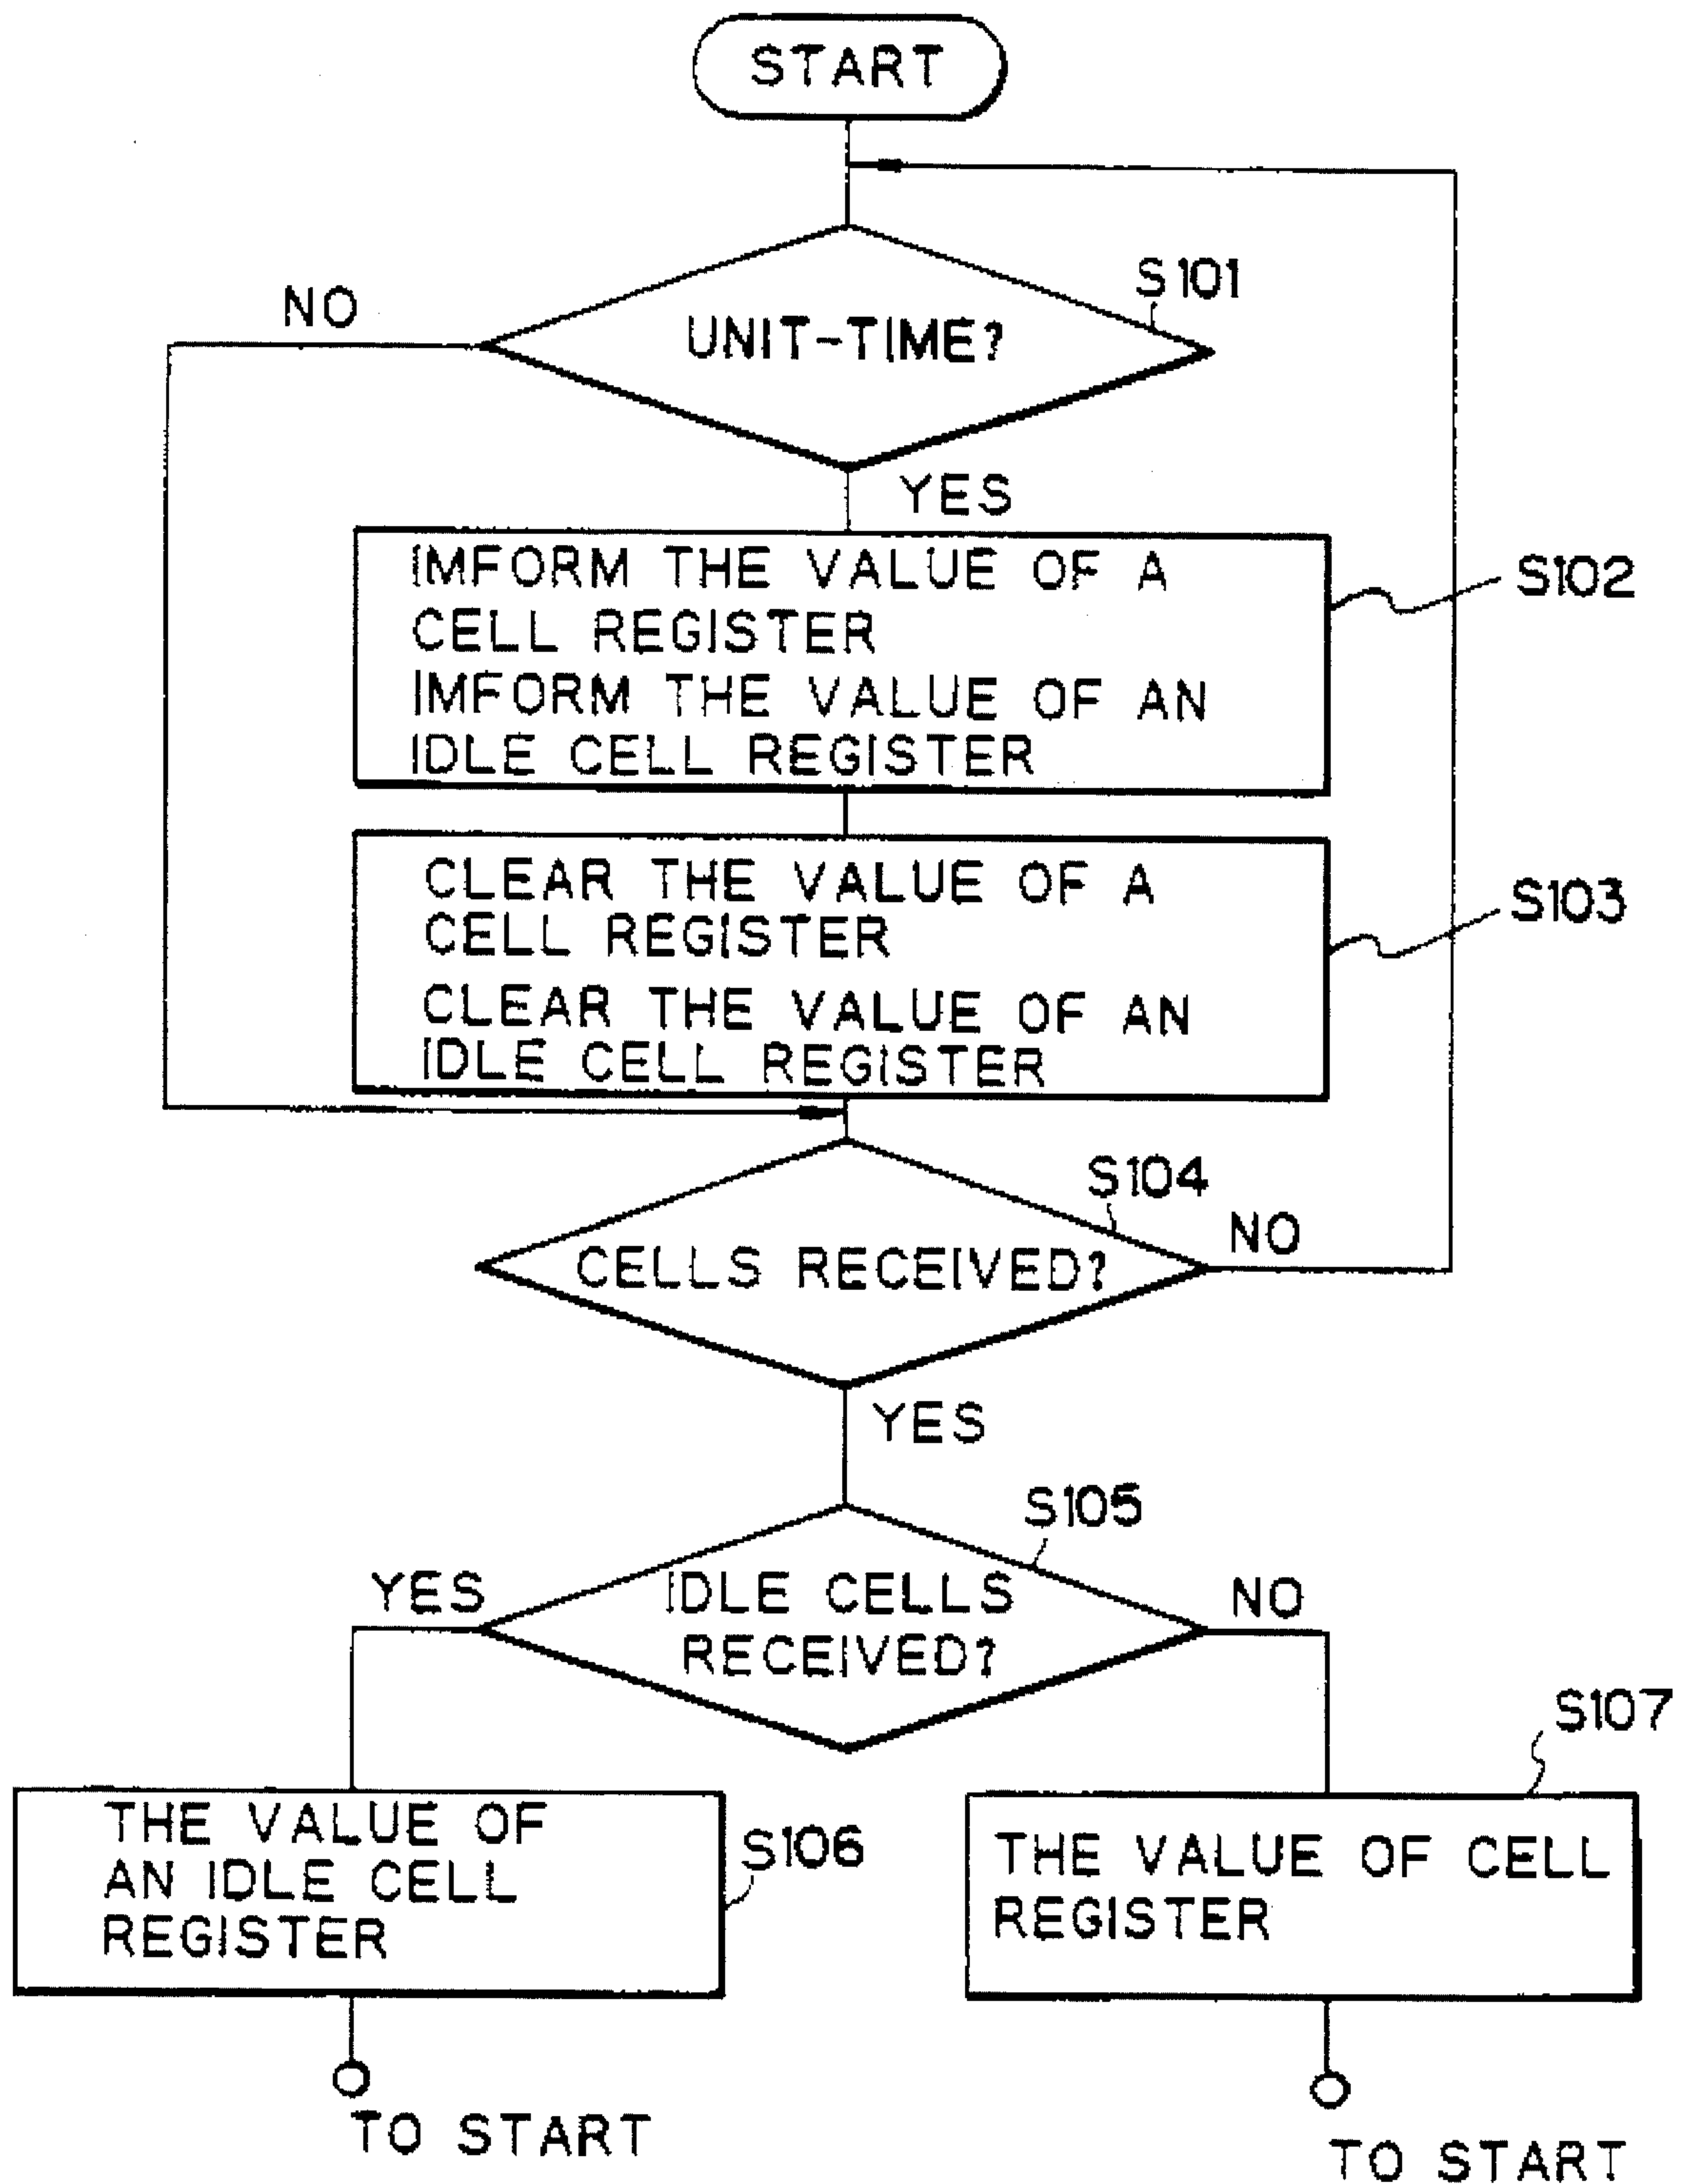 START
S101
NO
UNIT-TIME?
YES
IMFORM THE VALUE OF A
CELL REGISTER
IMFORM THE VALUE OF AN
IDLE CELL REGISTER
S102
CLEAR THE VALUE OF A
CELL REGISTER
CLEAR THE VALUE OF AN
IDLE CELL REGISTER
S103
S104
NO
CELLS RECEIVED?
YES
S105
YES
IDLE CELLS
RECEIVED?
NO
S107
THE VALUE OF
AN IDLE CELL
REGISTER
S106
THE VALUE OF CELL
REGISTER
TO START
TO START